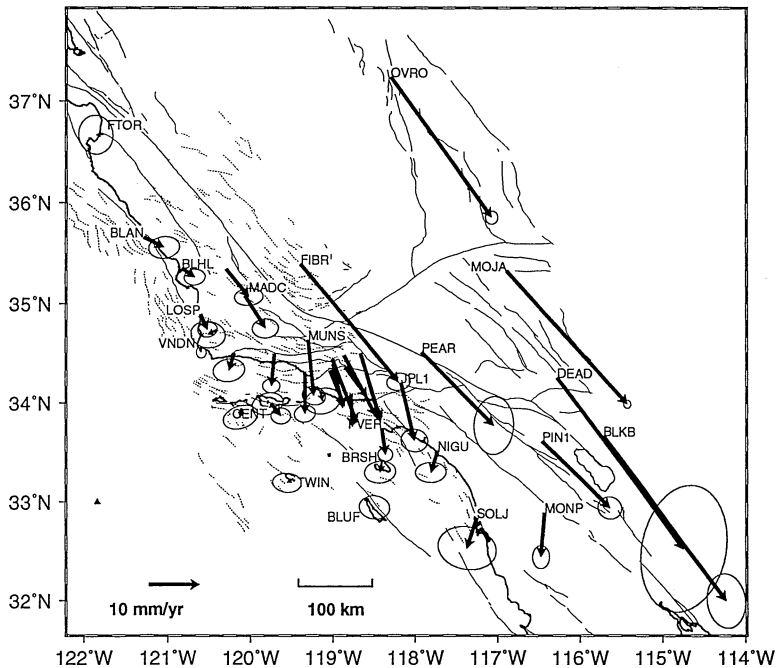 OVRO
37°N
FTOR
36°N
BLAN
BLHL
FIBR
MOJA
MADC
35°N
LOSP
VNDN
MUNS
PEAR
JPL1
DEAD
34°N
CENT
VERD
BLKB
PIN1
NIGU
BRSH
TWIN
33°N
BLUF
SOLJ
MONP
32°N
10 mm/yr
100 km
122°W 121°W 120°W 119°W 118°W 117°W 116°W 115°W 114°W